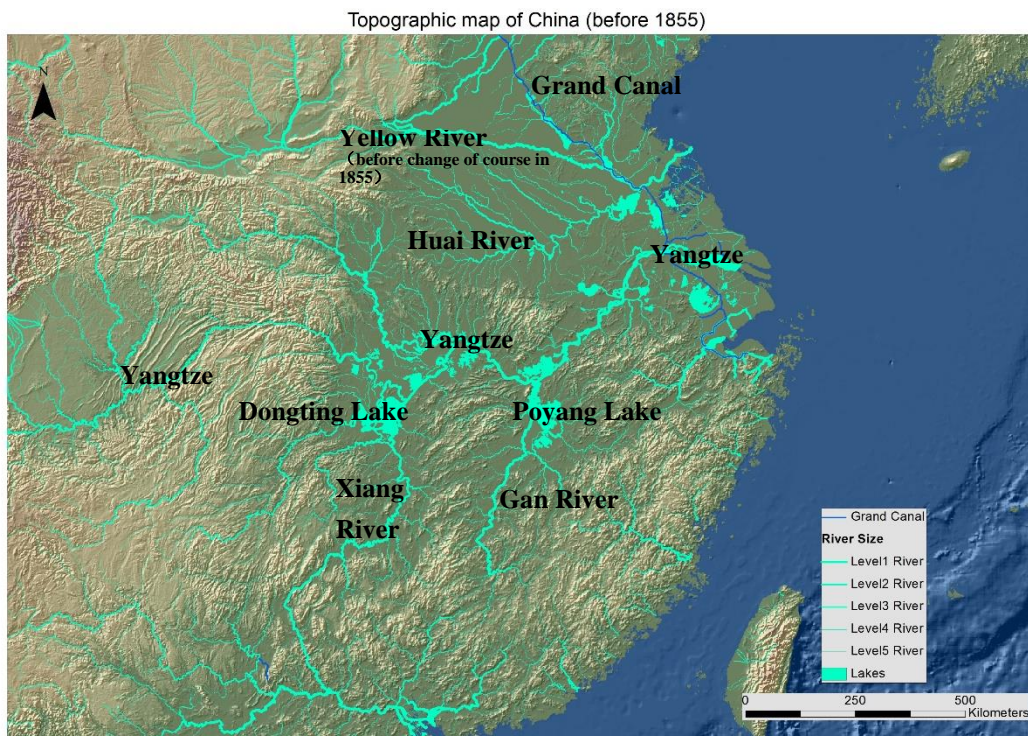 Topographic map of China (before 1855)
N
Grand Canal
Yellow River
（before change of course in
1855）
Huai River
Yangtze
Yangtze
Yangtze
Dongting Lake
Poyang Lake
Xiang
River
Gan River
Grand Canal
River Size
Level1 River
Level2 River
Level3 River
Level4 River
Level5 River
Lakes
0 250 500
Kilometers